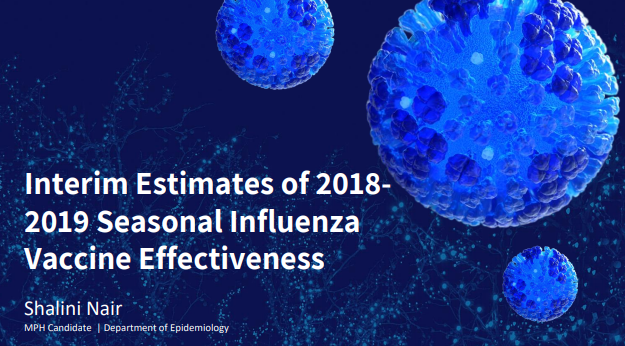 Interim Estimates of 2018-
2019 Seasonal Influenza
Vaccine Effectiveness
Shalini Nair
MPH Candidate | Department of Epidemiology